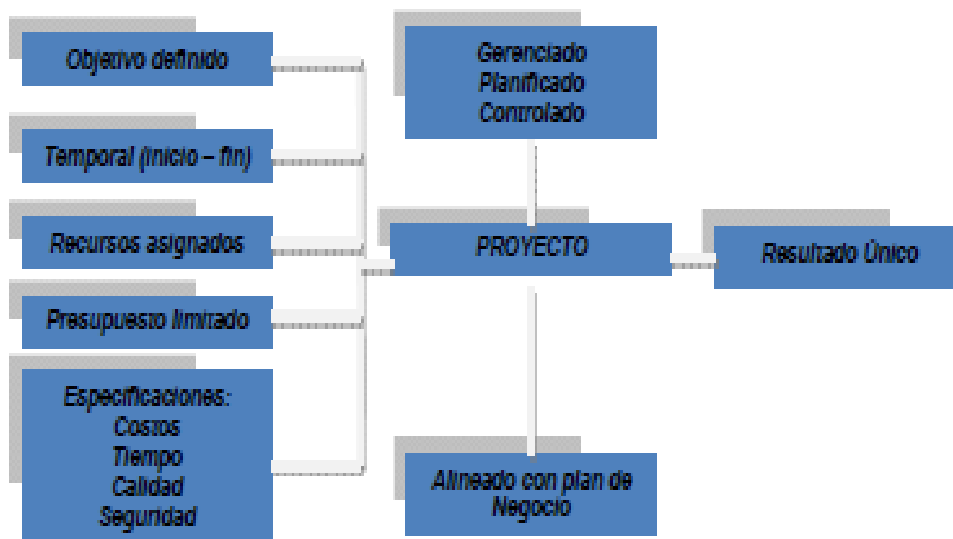 Objetivo definido
Temporal (inicio – fin)
Recursos asignados
Presupuesto limitado
Especificaciones:
Costos
Tiempo
Calidad
Seguridad
Gerenciado
Planificado
Controlado
PROYECTO
Alineado con plan de
Negocio
Resultado Único